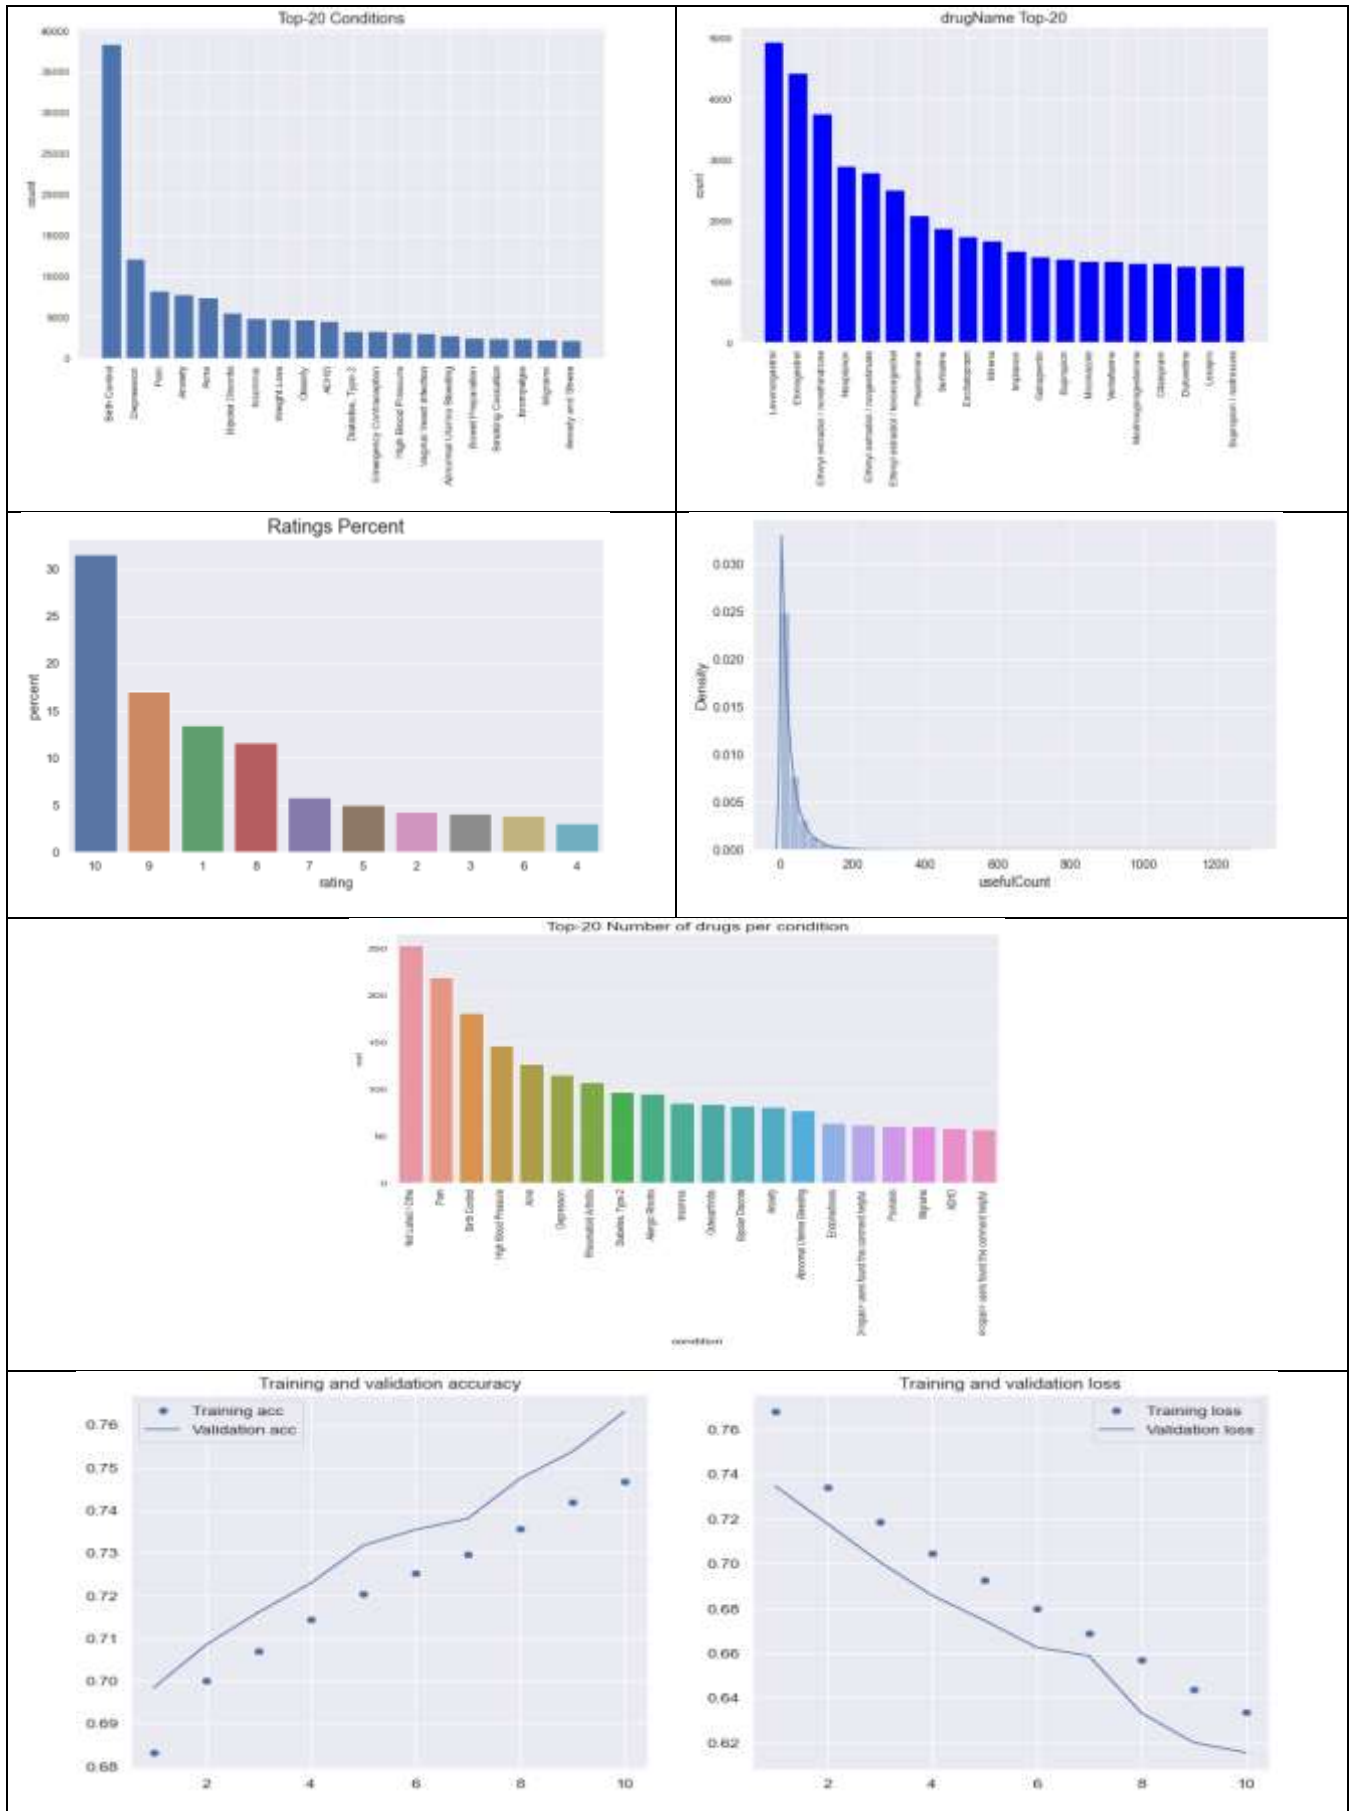 Top-20 Conditions
40000
35000
30000
25000
20000
15000
10000
5000
0
count
Birth Control
Depression
Pain
Anxiety
Acne
Bipolar Disorde
Insomnia
Weight Loss
Obesity
ADHD
Diabetes, Type 2
Emergency Contraception
High Blood Pressure
Vaginal Yeast Infection
Abnormal Uterine Bleeding
Bowel Preparation
Smoking Cessation
Migraine
Anxiety and Stress
drugName Top-20
5000
4000
3000
2000
1000
0
count
Levonorgestrel
Etonogestrel
Ethinyl estradiol / norethindrone
Nexplanon
Ethinyl estradiol / norgestimate
Ethinyl estradiol / levonorgestrel
Phentermine
Sertraline
Escitalopram
Mirena
Implanon
Gabapentin
Bupropion
Miconazole
Venlafaxine
Medroxyprogesterone
Citalopram
Duloxetine
Lexapro
Bupropion / naltrexone
Ratings Percent
30
25
20
15
10
5
0
percent
10 9 1 8 7 5 2 3 6 4
rating
0.030
0.025
0.020
0.015
0.010
0.005
0.000
Density
0 200 400 600 800 1000 1200
usefulCount
Top-20 Number of drugs per condition
250
200
150
100
50
0
Not Listed / Othe
Pain
Birth Control
High Blood Pressure
Acne
Depression
Rheumatoid Arthritis
Diabetes, Type 2
Allergic Rhinitis
Insomnia
Osteoarthritis
Bipolar Disorde
Anxiety
Abnormal Uterine Bleeding
Endometriosis
users found this comment helpful.
Psoriasis
Migraine
ADHD
users found this comment helpful.
condition
Training and validation accuracy
Training acc
Validation acc
0.76
0.75
0.74
0.73
0.72
0.71
0.70
0.69
0.68
2 4 6 8 10
Training and validation loss
Training loss
Validation loss
0.76
0.74
0.72
0.70
0.68
0.66
0.64
0.62
2 4 6 8 10